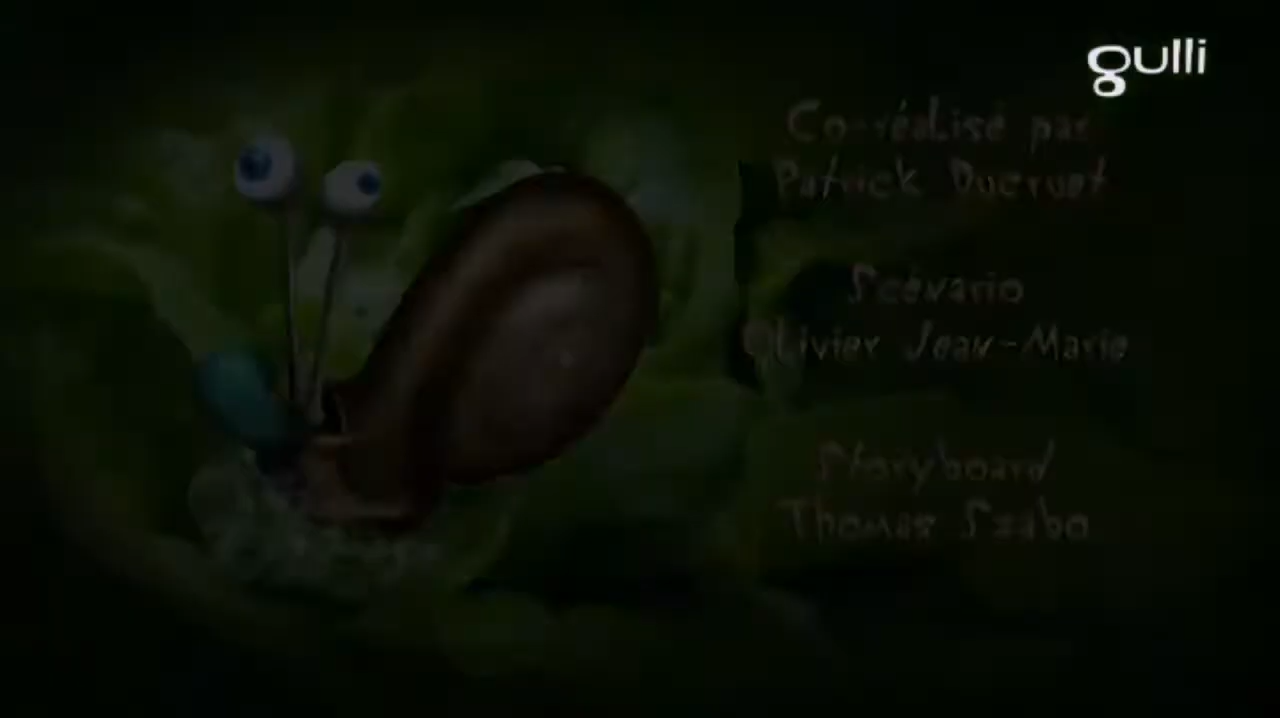 gulli
Co-réalisé par
Patrick Ducruet
Scénario
Olivier Jean-Marie
Storyboard
Thomas Szabo